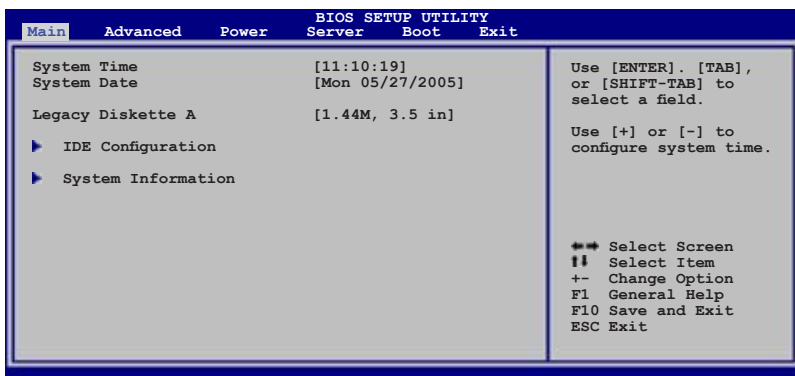 BIOS SETUP UTILITY
Main Advanced Power Server Boot Exit
System Time [11:10:19]
System Date [Mon 05/27/2005]
Legacy Diskette A [1.44M, 3.5 in]
IDE Configuration
System Information
Use [ENTER]. [TAB],
or [SHIFT-TAB] to
select a field.
Use [+] or [-] to
configure system time.
Select Screen
Select Item
+- Change Option
F1 General Help
F10 Save and Exit
ESC Exit